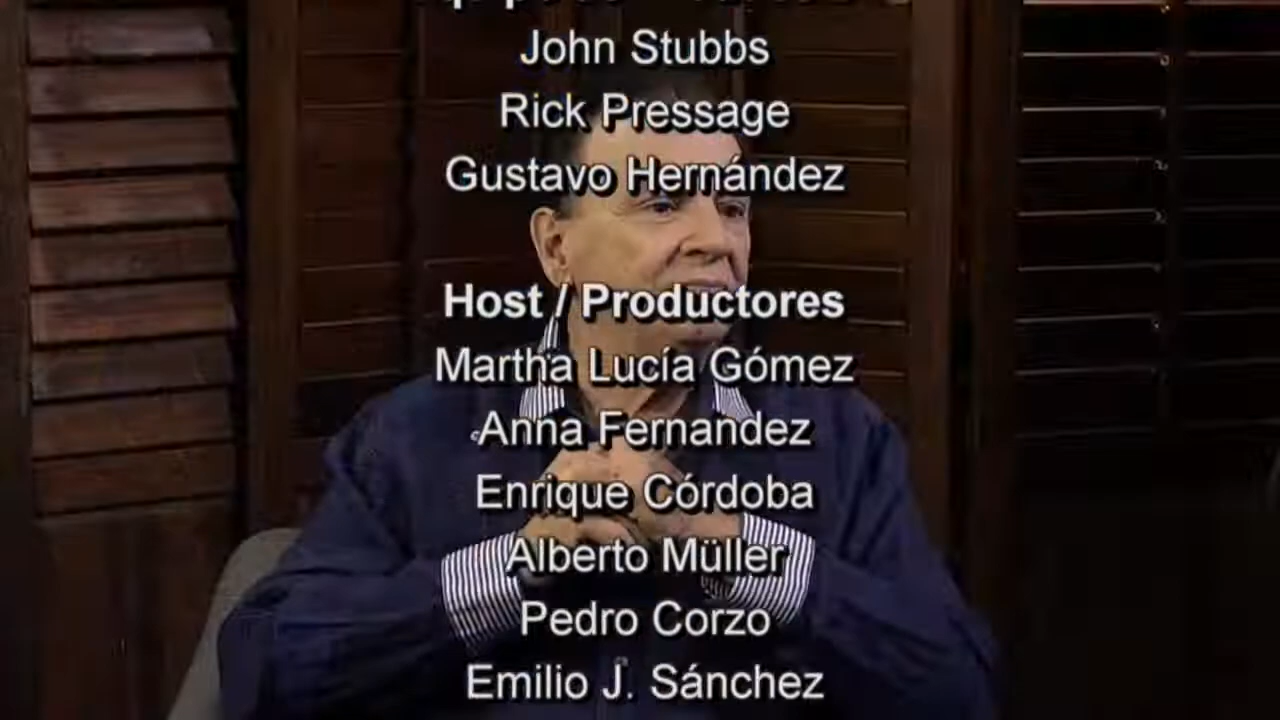 John Stubbs
Rick Pressage
Gustavo Hernández
Host / Productores
Martha Lucía Gómez
Anna Fernandez
Enrique Córdoba
Alberto Müller
Pedro Corzo
Emilio J. Sánchez